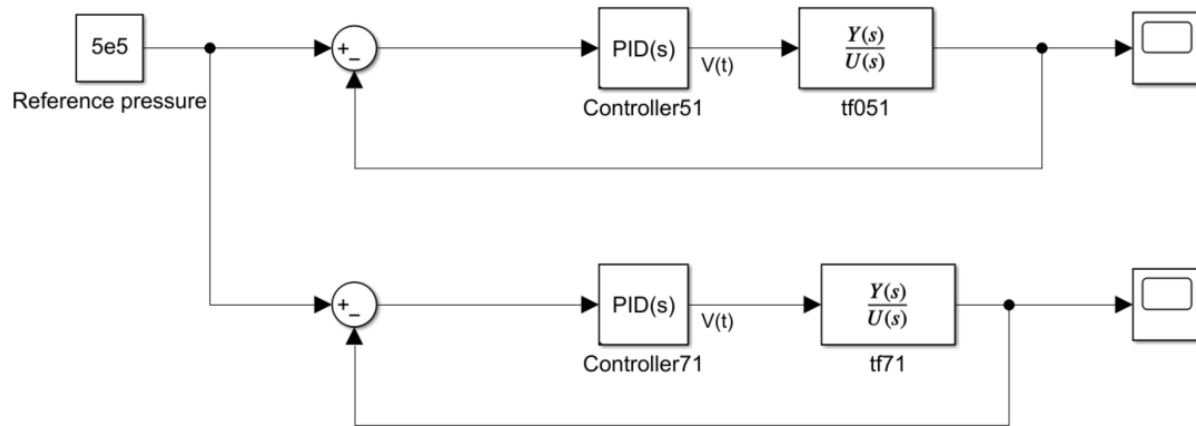 5e5
Reference pressure
+
−
PID(s)
Controller51
V(t)
Y(s)
U(s)
tf051
+
−
PID(s)
Controller71
V(t)
Y(s)
U(s)
tf71